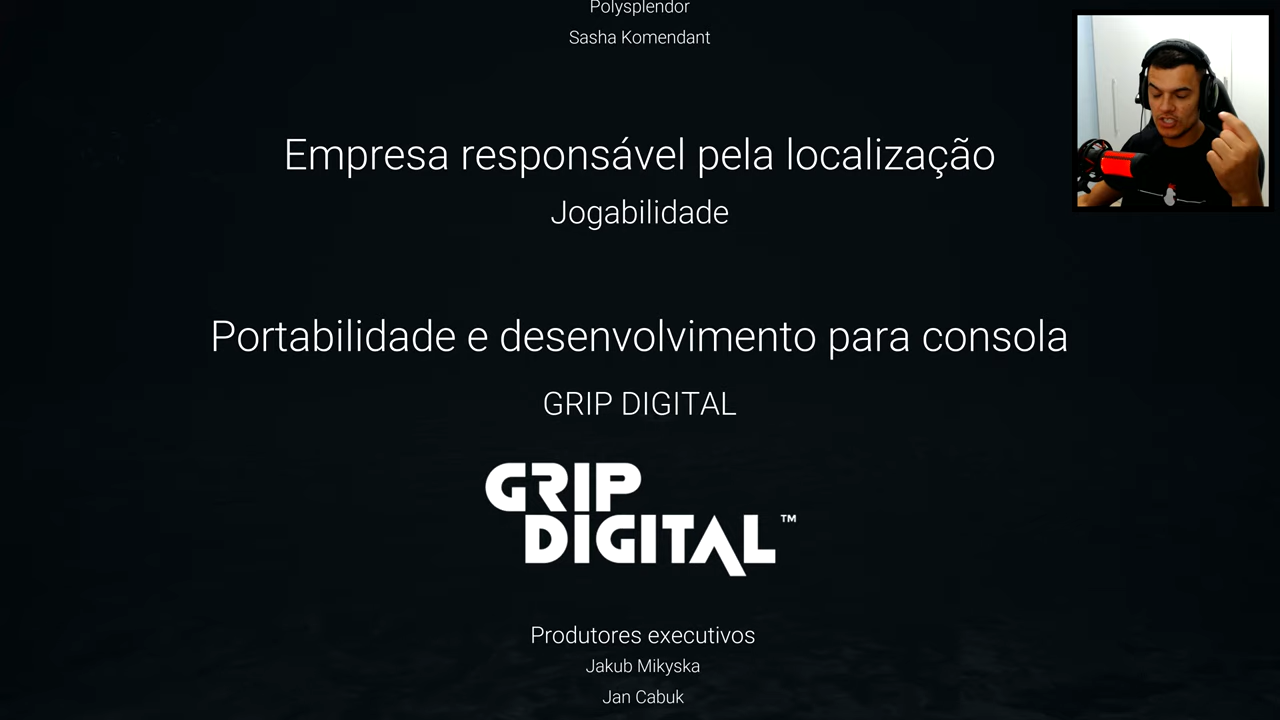 Polysplendor
Sasha Komendant
Empresa responsável pela localização
Jogabilidade
Portabilidade e desenvolvimento para consola
GRIP DIGITAL
GRIP
DIGITAL™
Produtores executivos
Jakub Mikyska
Jan Cabuk